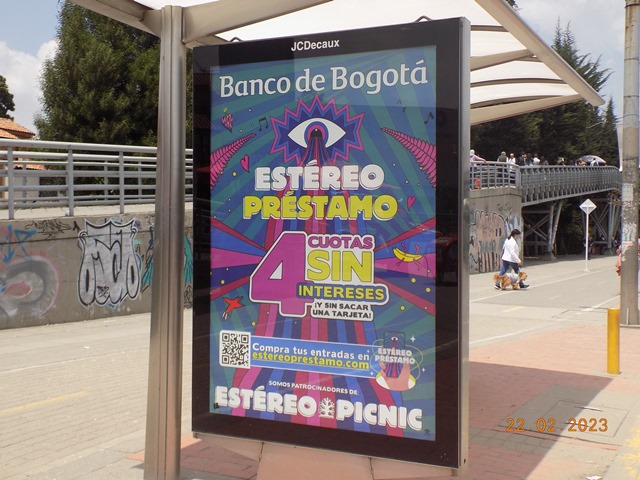 JCDecaux
Banco de Bogotá
ESTÉREO
PRÉSTAMO
4 CUOTAS
SIN
INTERESES
¡Y SIN SACAR
UNA TARJETA!
Compra tus entradas en
estereoprestamo.com
ESTÉREO
PRÉSTAMO
SOMOS PATROCINADORES DE
ESTÉREO PICNIC
22 02 2023